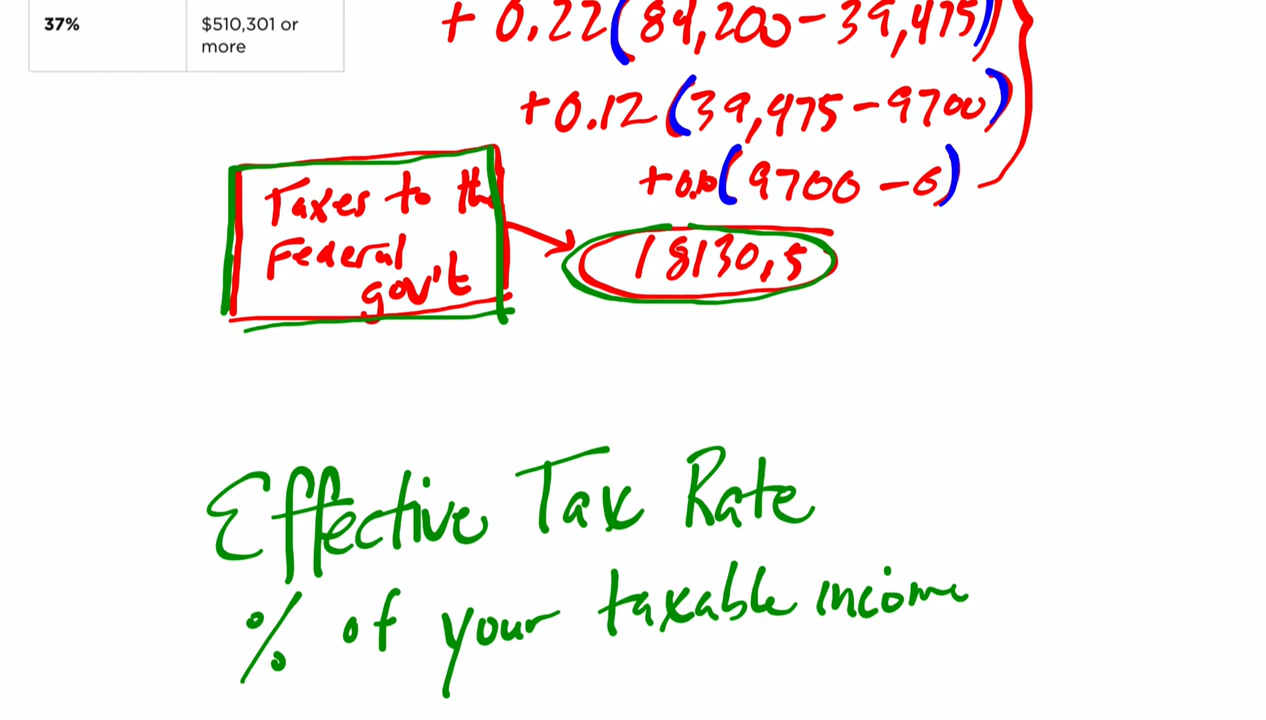 37%
$510,301 or
more
+ 0.22(84,200-39,475)
+0.12(39,475-9700)
+0.10(9700-0)
Taxes to the
Federal
gov't
18130.5
Effective Tax Rate
% of your taxable income